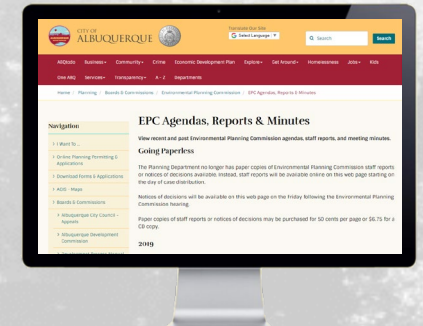 CITY OF
ALBUQUERQUE
Translate Our Site
Select Language ▼
Search
Search
ABQtodo Business Community Crime Economic Development Plan Explore Get Around Homelessness Jobs Kids
One ABQ Services Transparency A - Z Departments
Home / Planning / Boards & Commissions / Environmental Planning Commission / EPC Agendas, Reports & Minutes
Navigation
> I Want To...
> Online Planning Permitting & Applications
> Download Forms & Applications
> AGIS - Maps
> Boards & Commissions
> Albuquerque City Council - Appeals
> Albuquerque Development Commission
EPC Agendas, Reports & Minutes
View recent and past Environmental Planning Commission agendas, staff reports, and meeting minutes.
Going Paperless
The Planning Department no longer has paper copies of Environmental Planning Commission staff reports
or notices of decisions available. Instead, staff reports will be available online on this web page starting on
the day of case distribution.
Notices of decisions will be available on this web page on the Friday following the Environmental Planning
Commission hearing.
Paper copies of staff reports or notices of decisions may be purchased for 50 cents per page or $6.75 for a
CD copy.
2019